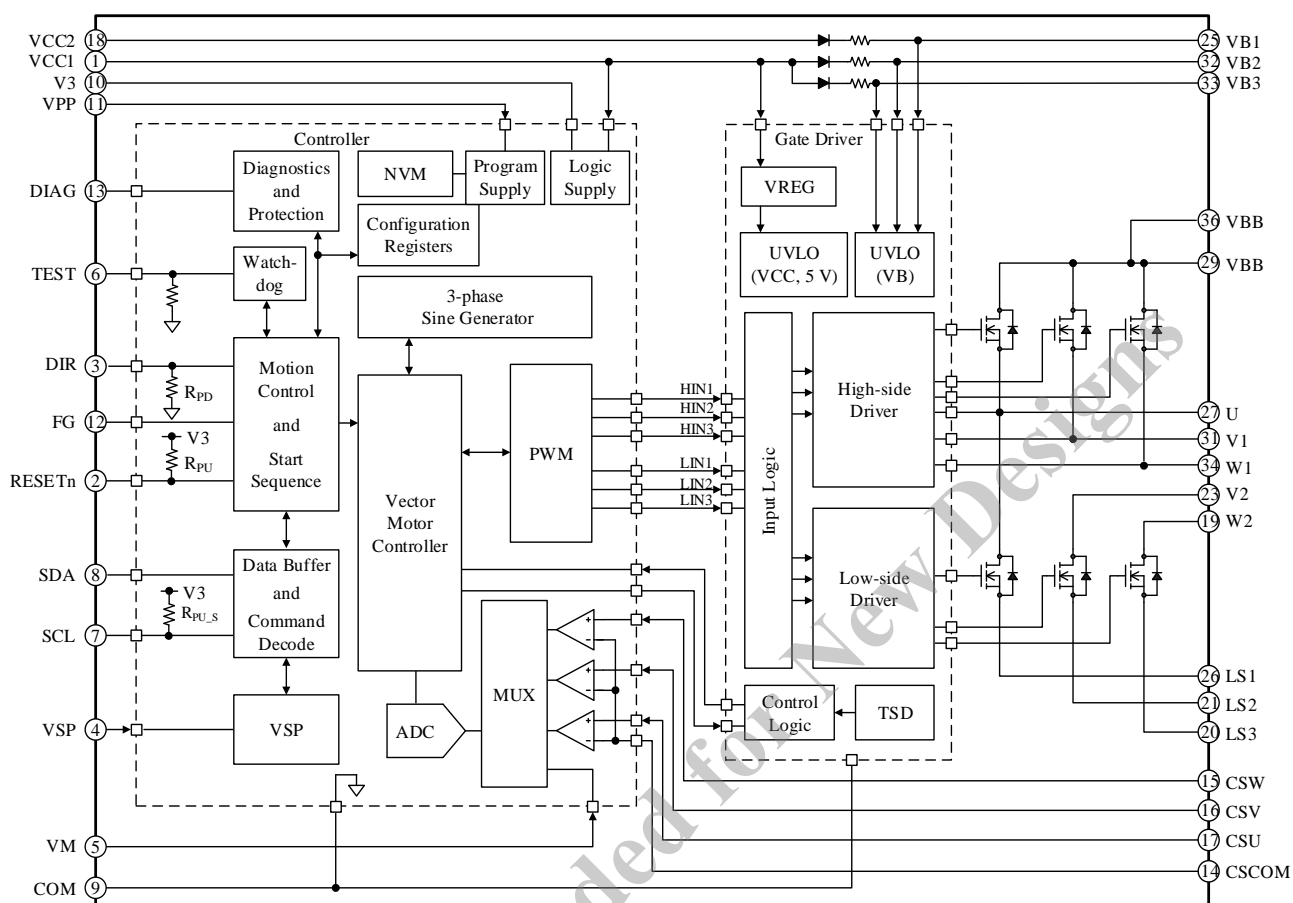 VCC2 18
VCC1 1
V3 10
VPP 11
DIAG 13
TEST 6
DIR 3
FG 12
RESETn 2
SDA 8
SCL 7
VSP 4
VM 5
COM 9
Controller
Diagnostics
and
Protection
NVM
Program
Supply
Logic
Supply
Configuration
Registers
Watch-
dog
3-phase
Sine Generator
Motion
Control
and
Start
Sequence
RPD
V3
RPU
Vector
Motor
Controller
PWM
Data Buffer
and
Command
Decode
V3
RPU_S
VSP
ADC
MUX
+
-
+
-
+
-
HIN1
HIN2
HIN3
LIN1
LIN2
LIN3
Gate Driver
VREG
UVLO
(VCC, 5 V)
UVLO
(VB)
Input Logic
High-side
Driver
Low-side
Driver
Control
Logic
TSD
25 VB1
32 VB2
33 VB3
36 VBB
29 VBB
27 U
31 V1
34 W1
23 V2
19 W2
26 LS1
21 LS2
20 LS3
15 CSW
16 CSV
17 CSU
14 CSCOM
ded for New Designs